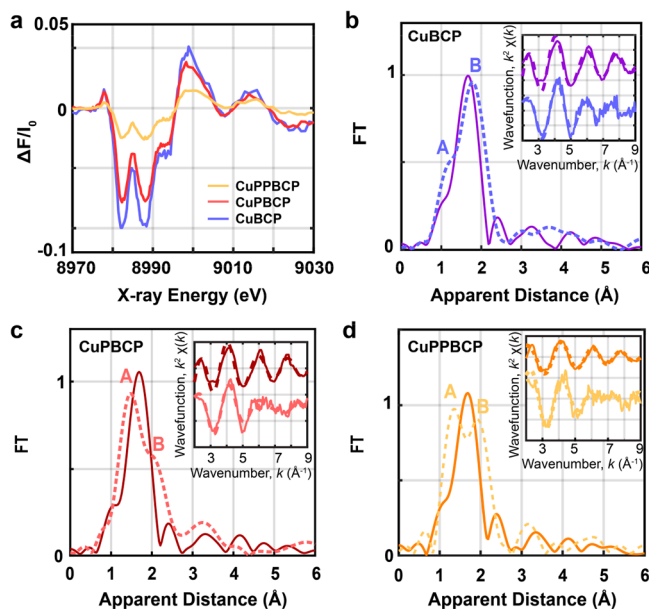 a
0.05
0
-0.1
ΔF/I₀
CuPPBCP
CuPBCP
CuBCP
8970 8990 9010 9030
X-ray Energy (eV)
b
CuBCP
A
B
1
0
FT
0 1 2 3 4 5 6
Apparent Distance (Å)
Wavefunction, k² χ(k)
3 5 7 9
Wavenumber, k (Å⁻¹)
c
CuPBCP
A
B
1
0
FT
0 1 2 3 4 5 6
Apparent Distance (Å)
Wavefunction, k² χ(k)
3 5 7 9
Wavenumber, k (Å⁻¹)
d
CuPPBCP
A
B
1
0
FT
0 1 2 3 4 5 6
Apparent Distance (Å)
Wavefunction, k² χ(k)
3 5 7 9
Wavenumber, k (Å⁻¹)